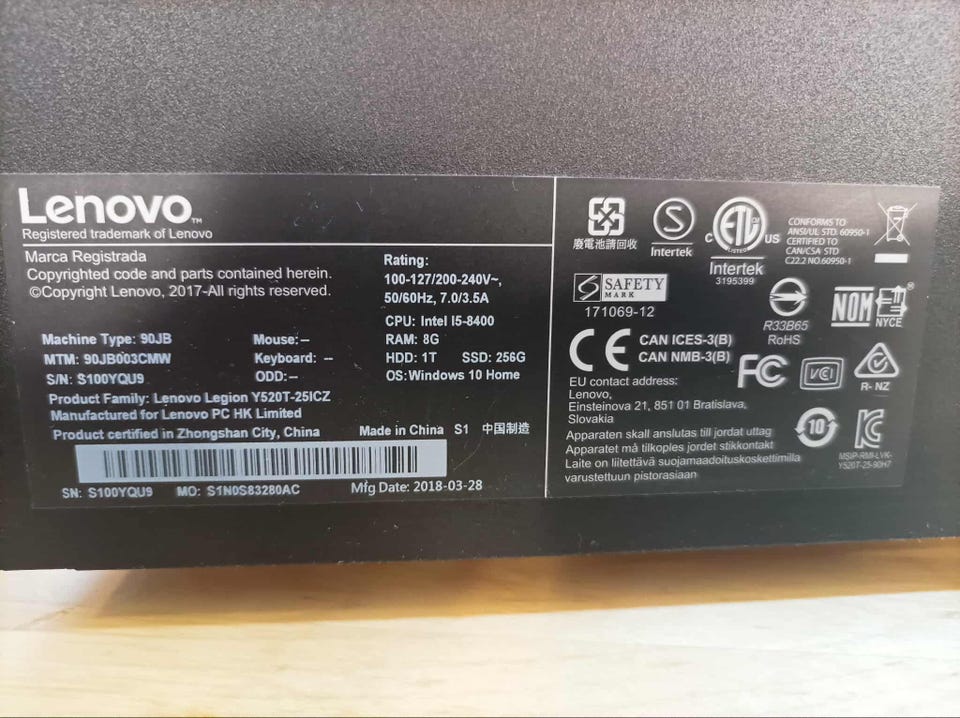 Lenovo™
Registered trademark of Lenovo
Marca Registrada
Copyrighted code and parts contained herein.
©Copyright Lenovo, 2017-All rights reserved.
Rating:
100-127/200-240V~,
50/60Hz, 7.0/3.5A
CPU: Intel I5-8400
RAM: 8G
HDD: 1T SSD: 256G
OS:Windows 10 Home
Machine Type: 90JB Mouse:--
MTM: 90JB003CMW Keyboard: --
S/N: S100YQU9 ODD:--
Product Family: Lenovo Legion Y520T-25ICZ
Manufactured for Lenovo PC HK Limited
Product certified in Zhongshan City, China
Made in China S1 中国制造
SN: S100YQU9 MO: S1N0S83280AC Mfg Date: 2018-03-28
廢電池請回收
S
Intertek
C ETL CM US
LISTED
Intertek
3195399
CONFORMS TO
ANSI/UL STD. 60950-1
CERTIFIED TO
CAN/CSA STD
C22.2 NO.60950-1
S SAFETY
MARK
171069-12
R33B65
RoHS
NOM
NYCE
CE
CAN ICES-3(B)
CAN NMB-3(B)
FC
VCI
R-NZ
EU contact address:
Lenovo,
Einsteinova 21, 851 01 Bratislava,
Slovakia
10
Apparaten skall anslutas till jordat uttag
Apparatet må tilkoples jordet stikkontakt
Laite on liitettävä suojamaadoituskoskettimilla
varustettuun pistorasiaan
MSIP-RMI-LVK-
Y520T-25-90H7